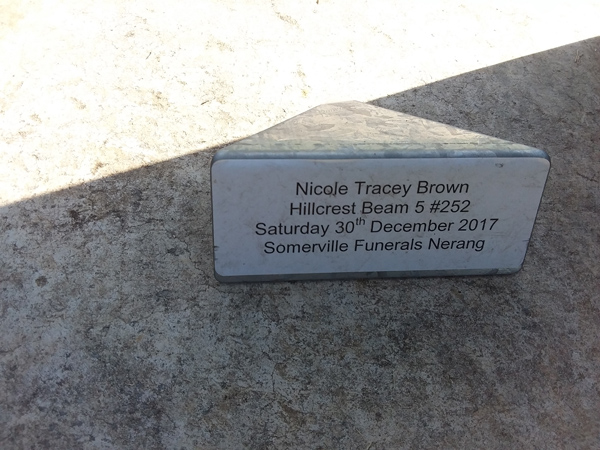 Nicole Tracey Brown
Hillcrest Beam 5 #252
Saturday 30th December 2017
Somerville Funerals Nerang